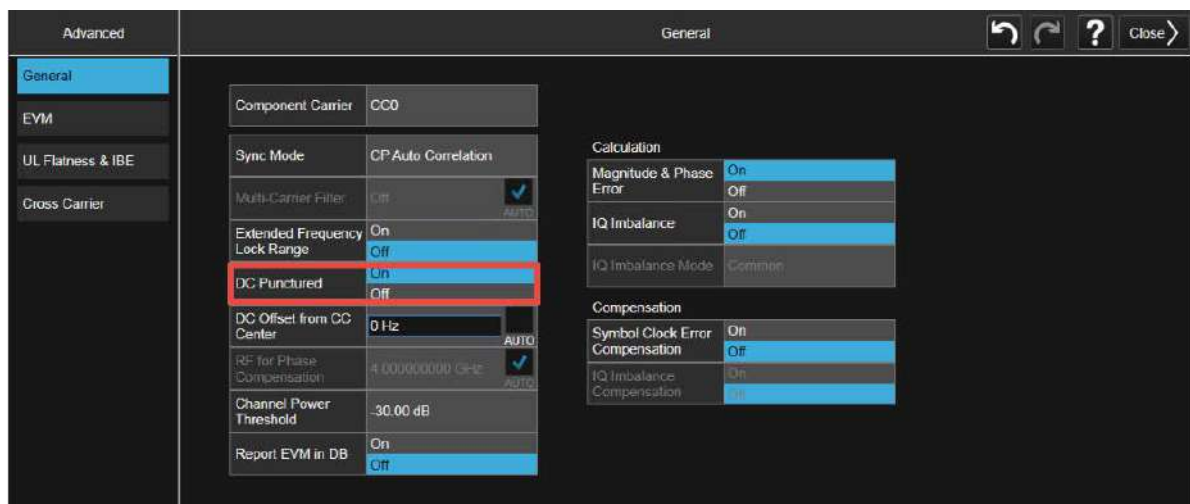 Advanced
General
?
Close
General
EVM
UL Flatness & IBE
Cross Carrier
Component Carrier
CC0
Sync Mode
CP Auto Correlation
Multi-Carrier Filter
Off
AUTO
Extended Frequency
Lock Range
On
Off
DC Punctured
On
Off
DC Offset from CC
Center
0 Hz
AUTO
RF for Phase
Compensation
4.000000000 GHz
AUTO
Channel Power
Threshold
-30.00 dB
Report EVM in DB
On
Off
Calculation
Magnitude & Phase
Error
On
Off
IQ Imbalance
On
Off
IQ Imbalance Mode
Common
Compensation
Symbol Clock Error
Compensation
On
Off
IQ Imbalance
Compensation
On
Off